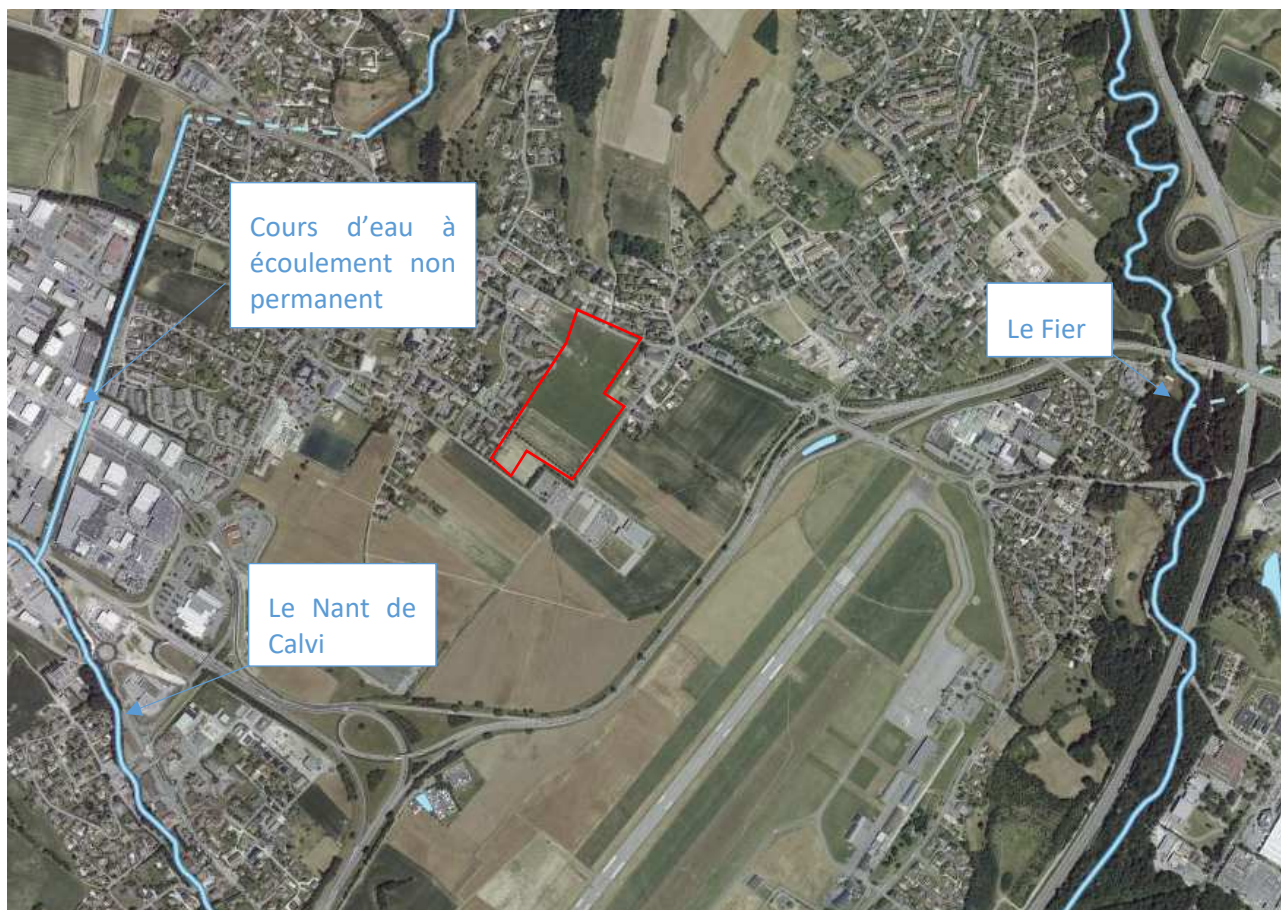 Cours d'eau à
écoulement non
permanent
Le Fier
Le Nant de
Calvi